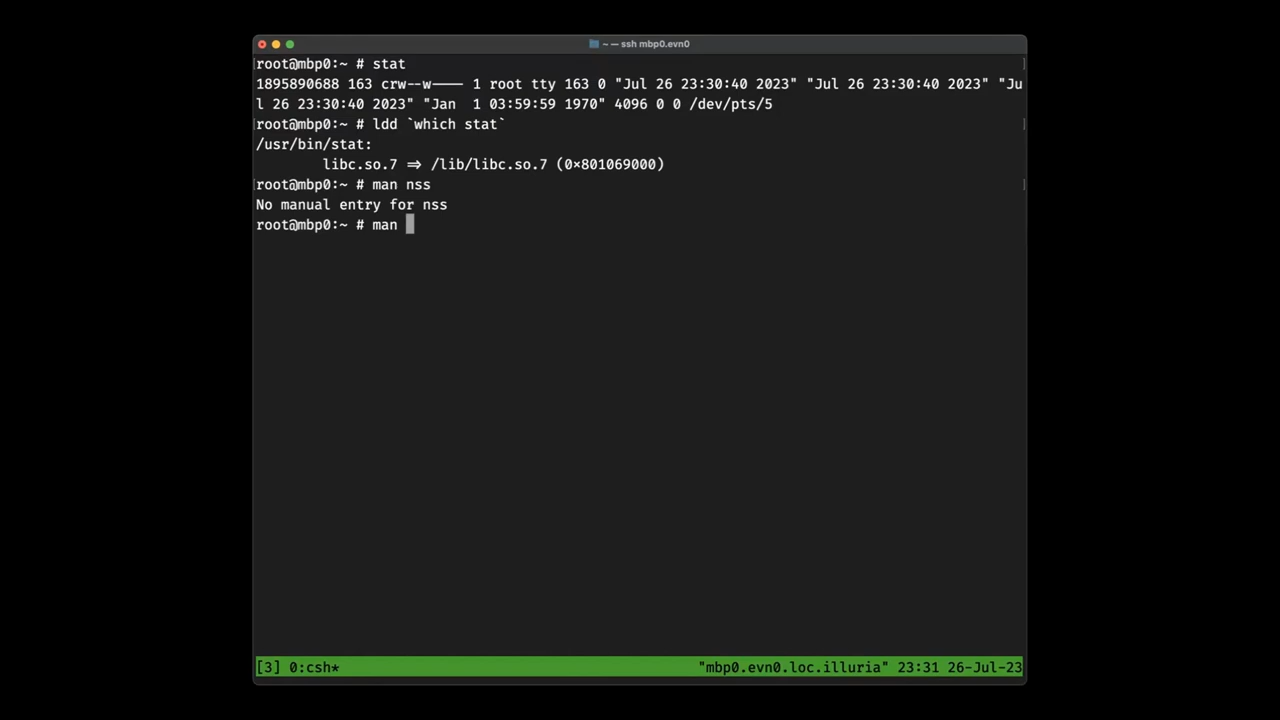 ~ — ssh mbp0.evn0
root@mbp0:~ # stat
1895890688 163 crw--w---- 1 root tty 163 0 "Jul 26 23:30:40 2023" "Jul 26 23:30:40 2023" "Ju
l 26 23:30:40 2023" "Jan  1 03:59:59 1970" 4096 0 0 /dev/pts/5
root@mbp0:~ # ldd `which stat`
/usr/bin/stat:
        libc.so.7 => /lib/libc.so.7 (0x801069000)
root@mbp0:~ # man nss
No manual entry for nss
root@mbp0:~ # man
[3] 0:csh* "mbp0.evn0.loc.illuria" 23:31 26-Jul-23